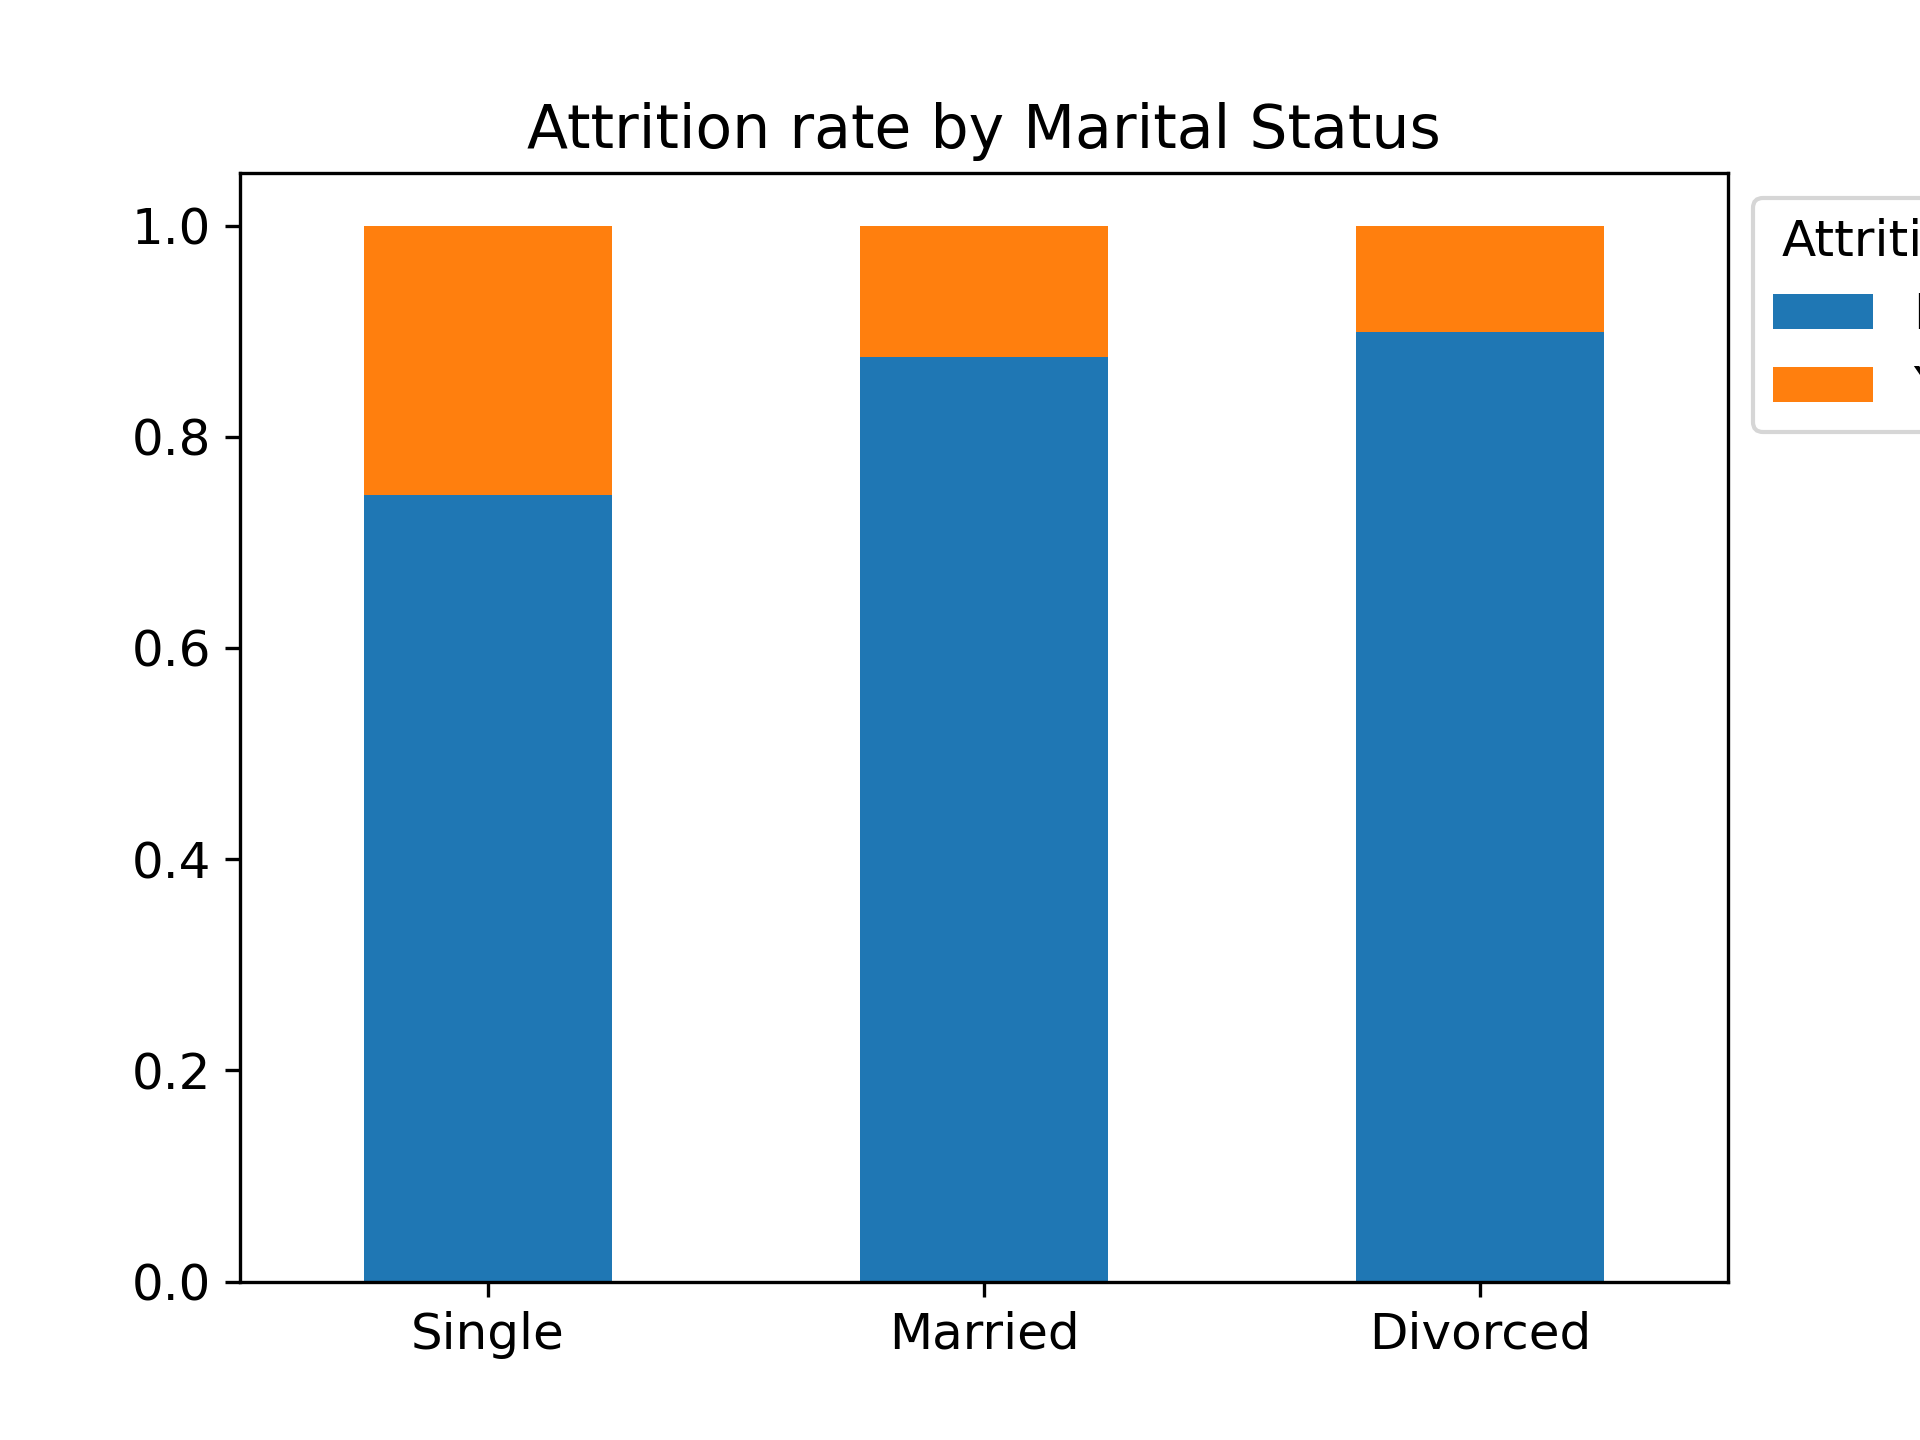 Attrition rate by Marital Status
1.0
0.8
0.6
0.4
0.2
0.0
Single
Married
Divorced
Attriti